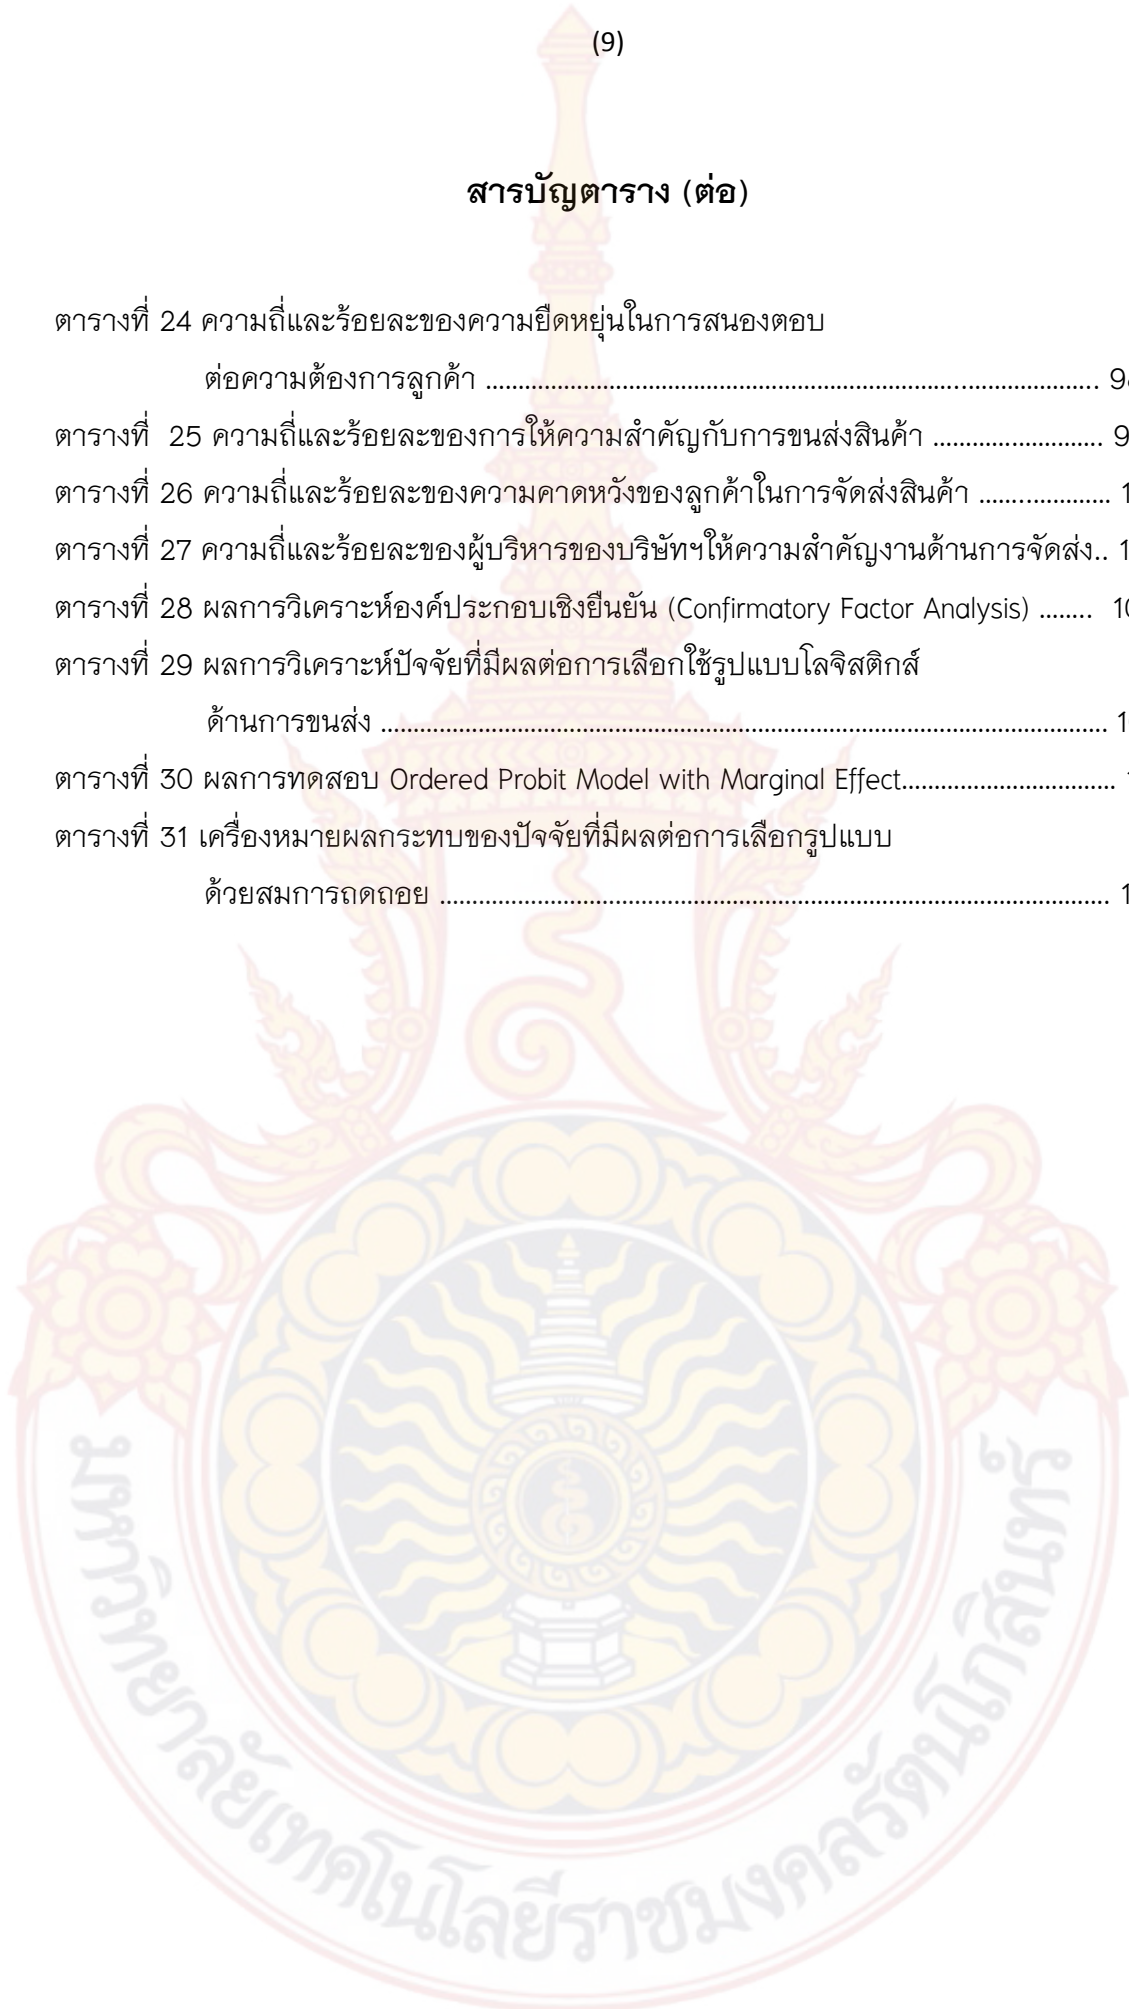 (9)
สารบัญตาราง (ต่อ)
ตารางที่ 24 ความถี่และร้อยละของความยืดหยุ่นในการสนองตอบ
ต่อความต้องการลูกค้า ................................................................................................
ตารางที่  25 ความถี่และร้อยละของการให้ความสำคัญกับการขนส่งสินค้า ...........................
ตารางที่ 26 ความถี่และร้อยละของความคาดหวังของลูกค้าในการจัดส่งสินค้า .....................
ตารางที่ 27 ความถี่และร้อยละของผู้บริหารของบริษัทฯให้ความสำคัญงานด้านการจัดส่ง..
ตารางที่ 28 ผลการวิเคราะห์องค์ประกอบเชิงยืนยัน (Confirmatory Factor Analysis) ........
ตารางที่ 29 ผลการวิเคราะห์ปัจจัยที่มีผลต่อการเลือกใช้รูปแบบโลจิสติกส์
ด้านการขนส่ง .................................................................................................................
ตารางที่ 30 ผลการทดสอบ Ordered Probit Model with Marginal Effect.................................
ตารางที่ 31 เครื่องหมายผลกระทบของปัจจัยที่มีผลต่อการเลือกรูปแบบ
ด้วยสมการถดถอย ........................................................................................................
มหาวิทยาลัยเทคโนโลยีราชมงคลรัตนโกสินทร์